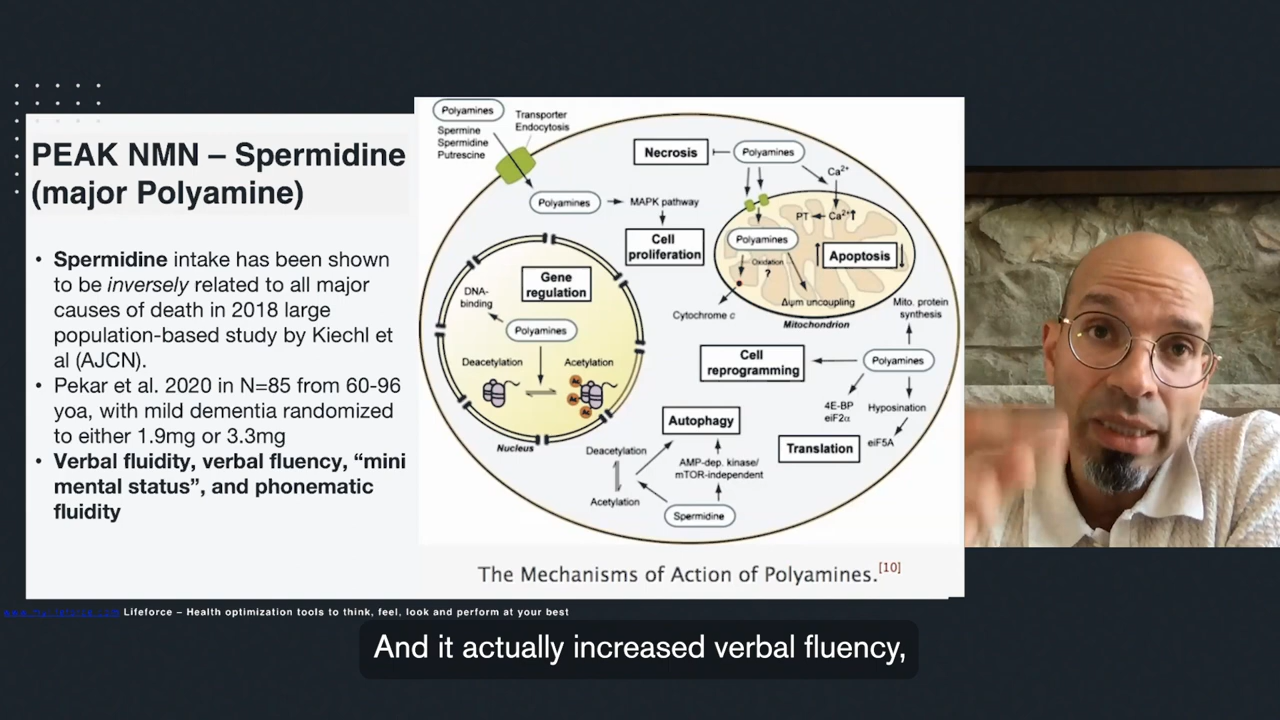 PEAK NMN – Spermidine
(major Polyamine)
• Spermidine intake has been shown
to be inversely related to all major
causes of death in 2018 large
population-based study by Kiechl et
al (AJCN).
• Pekar et al. 2020 in N=85 from 60-96
yoa, with mild dementia randomized
to either 1.9mg or 3.3mg
• Verbal fluidity, verbal fluency, “mini
mental status”, and phonematic
fluidity
Polyamines
Spermine
Spermidine
Putrescine
Transporter
Endocytosis
Polyamines
MAPK pathway
Cell
proliferation
Necrosis
Polyamines
Ca²⁺
PT
Ca²⁺↑
Polyamines
Oxidation
?
Apoptosis
Cytochrome c
Δψm uncoupling
Mitochondrion
Mito. protein
synthesis
Gene
regulation
DNA-
binding
Polyamines
Deacetylation
Acetylation
Ac
Ac
Ac
Ac
Nucleus
Cell
reprogramming
Polyamines
4E-BP
eiF2α
Hyposination
eiF5A
Translation
Autophagy
Deacetylation
Acetylation
AMP-dep. kinase/
mTOR-independent
Spermidine
The Mechanisms of Action of Polyamines.[10]
Lifeforce – Health optimization tools to think, feel, look and perform at your best
And it actually increased verbal fluency,